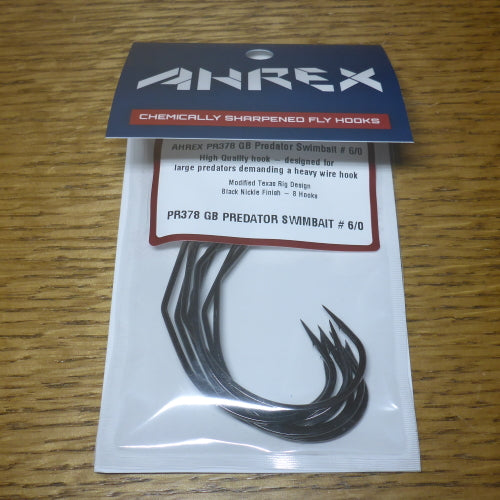 AHREX
CHEMICALLY SHARPENED FLY HOOKS
AHREX PR378 GB Predator Swimbait # 6/0
High Quality hook – designed for
large predators demanding a heavy wire hook
Modified Texas Rig Design
Black Nickle Finish – 8 Hooks
PR378 GB PREDATOR SWIMBAIT # 6/0